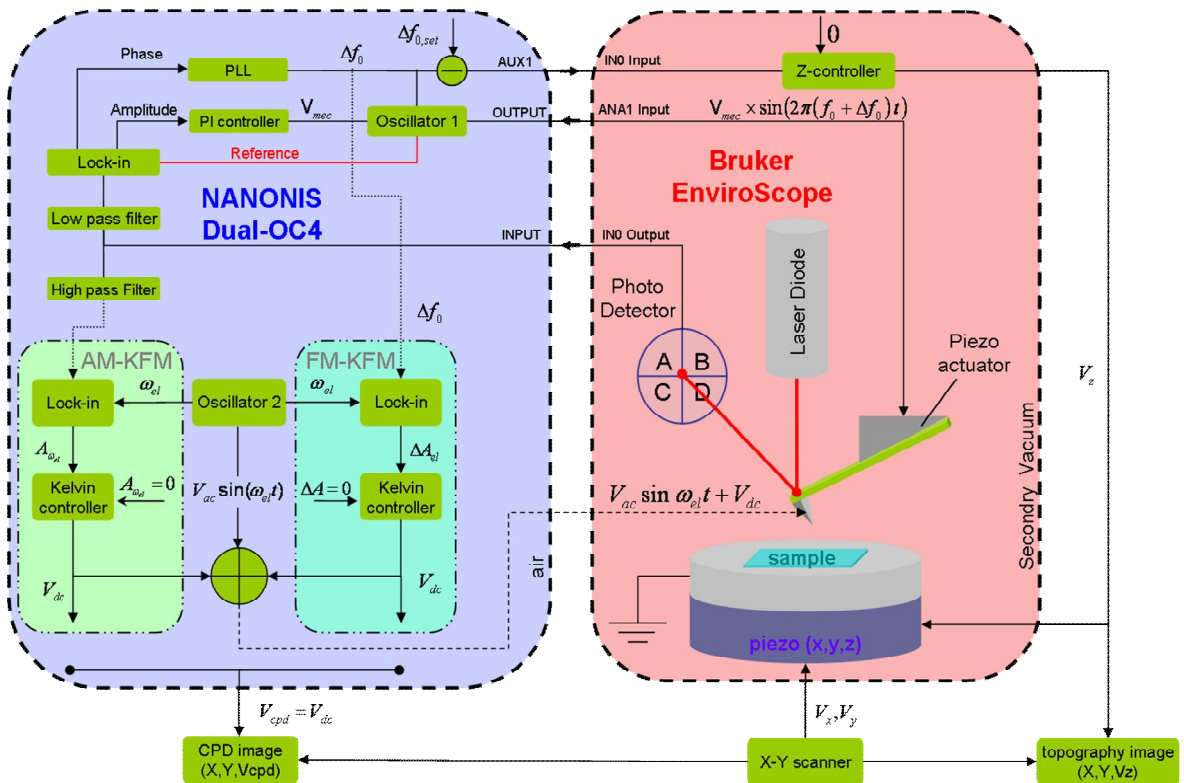 Δf₀,set
0
Phase
PLL
Δf₀
AUX1
IN0 Input
Z-controller
Amplitude
PI controller
Vmec
Oscillator 1
OUTPUT
ANA1 Input
Vmec × sin(2π(f₀ + Δf₀)t)
Reference
Lock-in
NANONIS
Dual-OC4
Bruker
EnviroScope
Low pass filter
INPUT
IN0 Output
High pass Filter
Photo
Detector
Laser Diode
Δf₀
Piezo
actuator
A B
C D
Vz
AM-KFM
FM-KFM
Lock-in
ωel
Oscillator 2
ωel
Lock-in
Aωel
ΔAel
Kelvin
controller
Aωel = 0
Vac sin(ωel t)
ΔA = 0
Kelvin
controller
Vac sin ωel t + Vdc
Secondry Vacuum
air
sample
Vdc
Vdc
piezo (x,y,z)
Vcpd = Vdc
Vx, Vy
CPD image
(X,Y,Vcpd)
X-Y scanner
topography image
(X,Y,Vz)